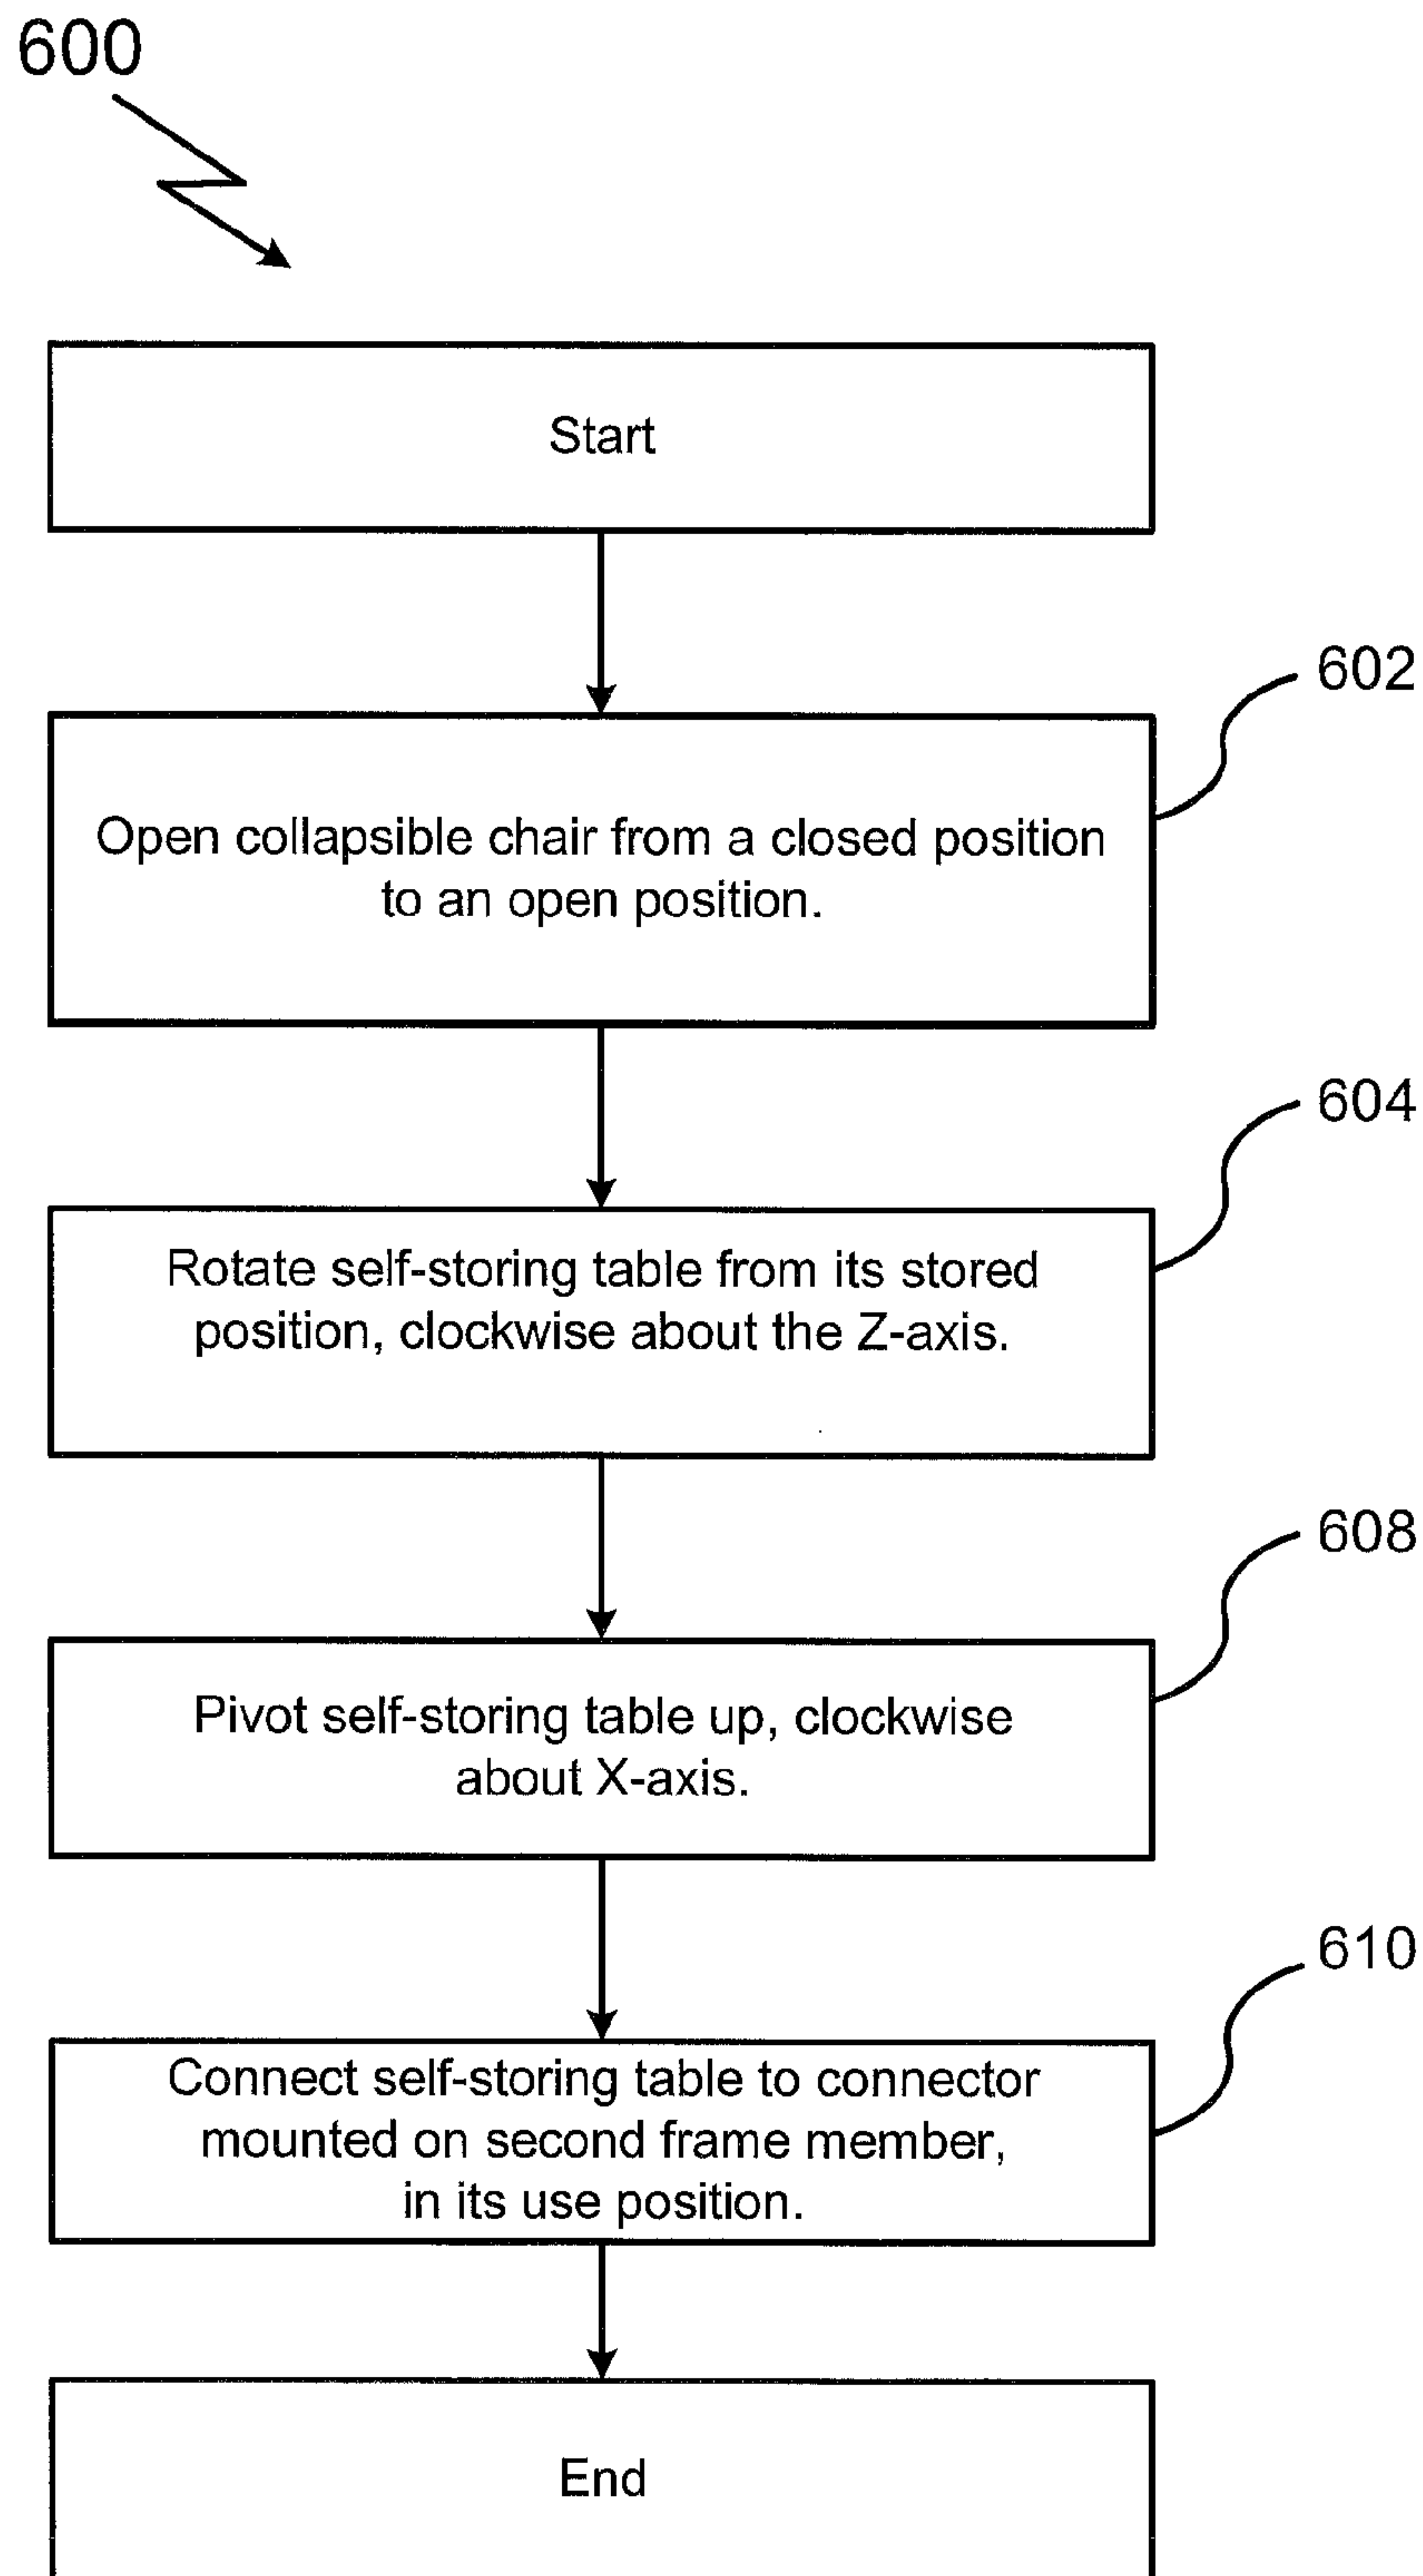 600
Start
602
Open collapsible chair from a closed position
to an open position.
604
Rotate self-storing table from its stored
position, clockwise about the Z-axis.
608
Pivot self-storing table up, clockwise
about X-axis.
610
Connect self-storing table to connector
mounted on second frame member,
in its use position.
End